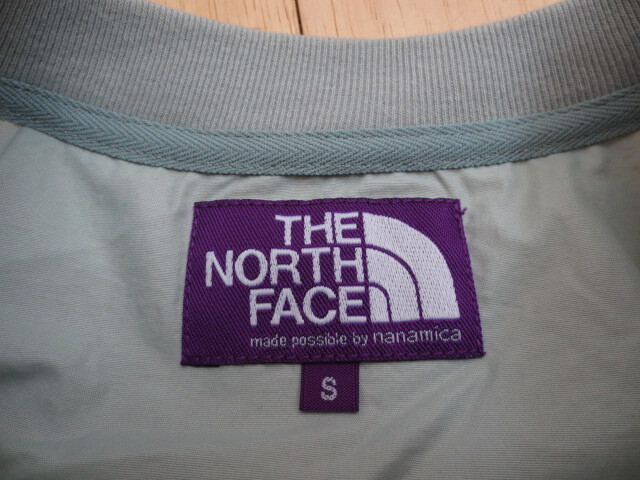 THE
NORTH
FACE
made possible by nanamica
S